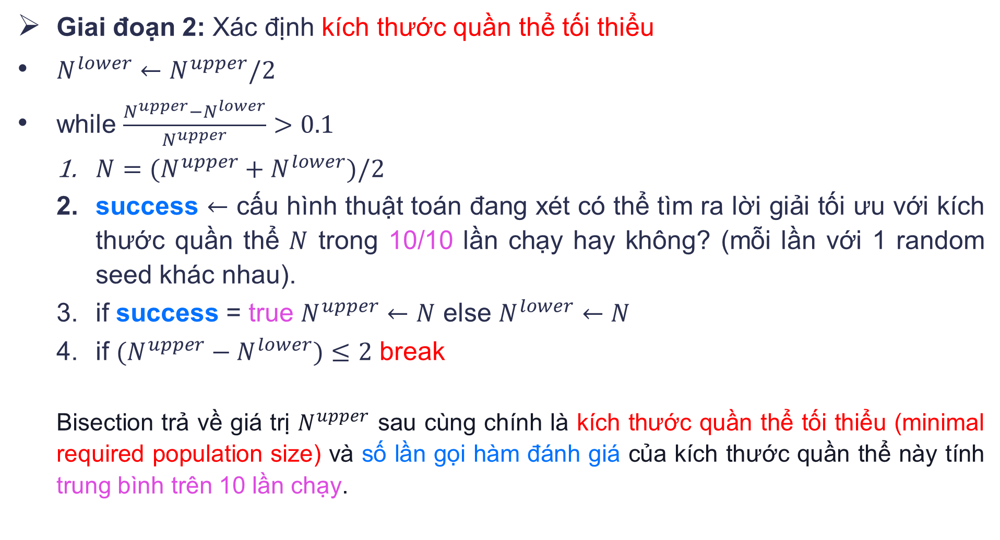 ➢ Giai đoạn 2: Xác định kích thước quần thể tối thiểu
• N^lower ← N^upper/2
• while (N^upper−N^lower)/N^upper > 0.1
1. N = (N^upper + N^lower)/2
2. success ← cấu hình thuật toán đang xét có thể tìm ra lời giải tối ưu với kích
thước quần thể N trong 10/10 lần chạy hay không? (mỗi lần với 1 random
seed khác nhau).
3. if success = true N^upper ← N else N^lower ← N
4. if (N^upper − N^lower) ≤ 2 break
Bisection trả về giá trị N^upper sau cùng chính là kích thước quần thể tối thiểu (minimal
required population size) và số lần gọi hàm đánh giá của kích thước quần thể này tính
trung bình trên 10 lần chạy.